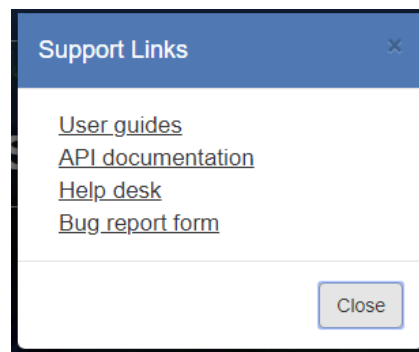 Support Links ×
User guides
API documentation
Help desk
Bug report form
Close